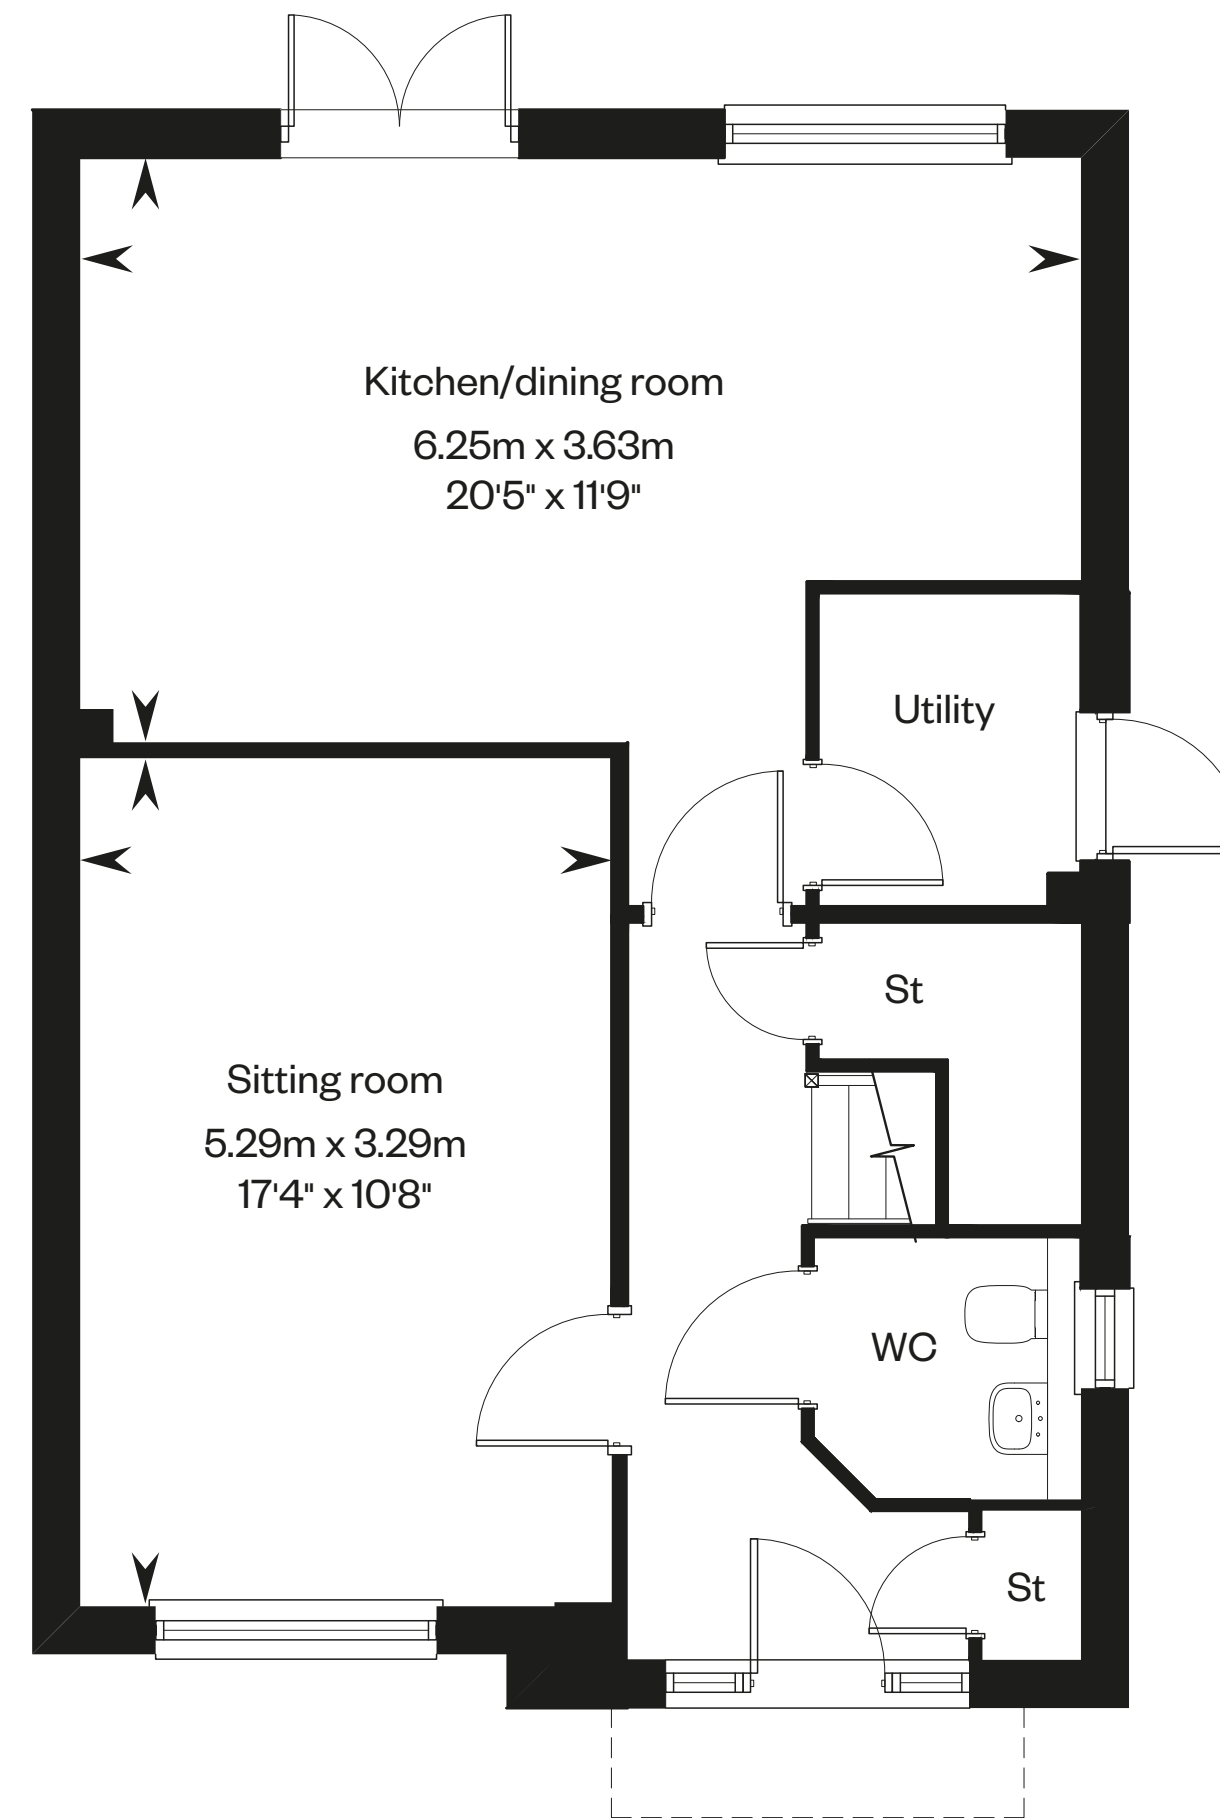 Kitchen/dining room
6.25m x 3.63m
20'5" x 11'9"
Utility
St
Sitting room
5.29m x 3.29m
17'4" x 10'8"
WC
St